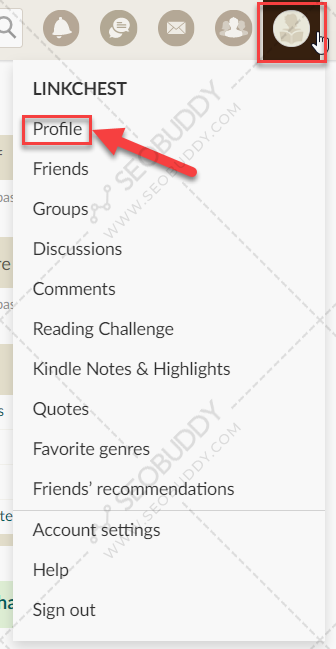 LINKCHEST
Profile
Friends
Groups
Discussions
Comments
Reading Challenge
Kindle Notes & Highlights
Quotes
Favorite genres
Friends’ recommendations
Account settings
Help
Sign out
SEOBUDDY
WWW.SEOBUDDY.COM
SEOBUDDY
WWW.SEOBUDDY.COM